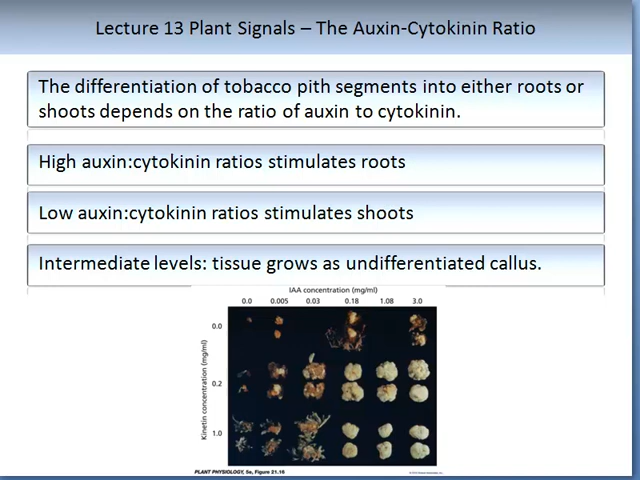 Lecture 13 Plant Signals – The Auxin-Cytokinin Ratio
The differentiation of tobacco pith segments into either roots or
shoots depends on the ratio of auxin to cytokinin.
High auxin:cytokinin ratios stimulates roots
Low auxin:cytokinin ratios stimulates shoots
Intermediate levels: tissue grows as undifferentiated callus.
IAA concentration (mg/ml)
0.0 0.005 0.03 0.18 1.08 3.0
Kinetin concentration (mg/ml)
0.0
0.2
1.0
PLANT PHYSIOLOGY, 5e, Figure 21.16